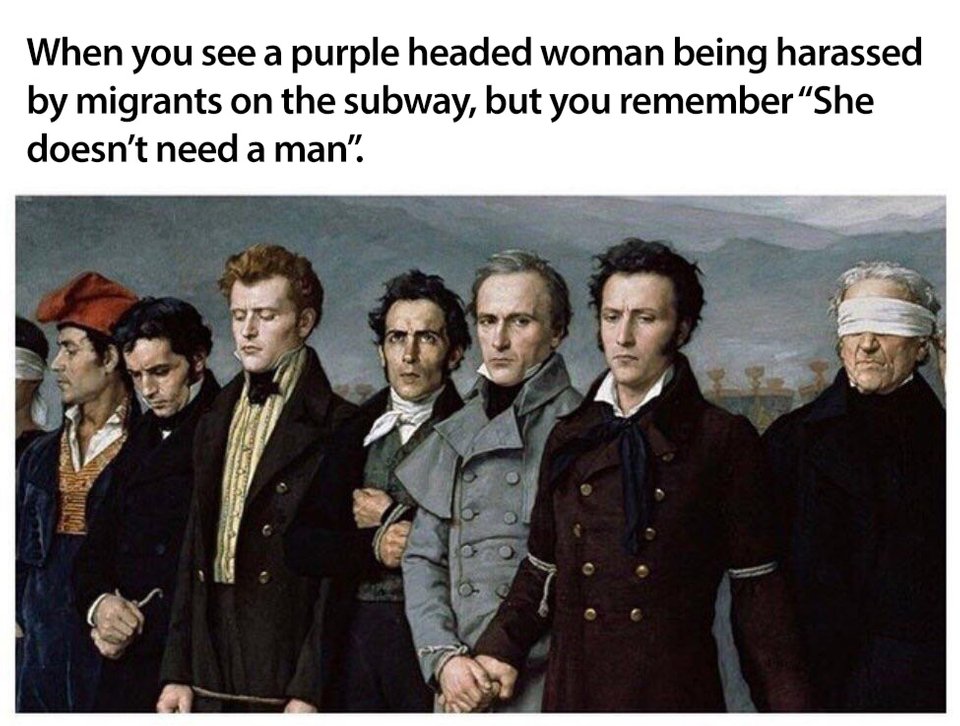 When you see a purple headed woman being harassed
by migrants on the subway, but you remember “She
doesn’t need a man”.